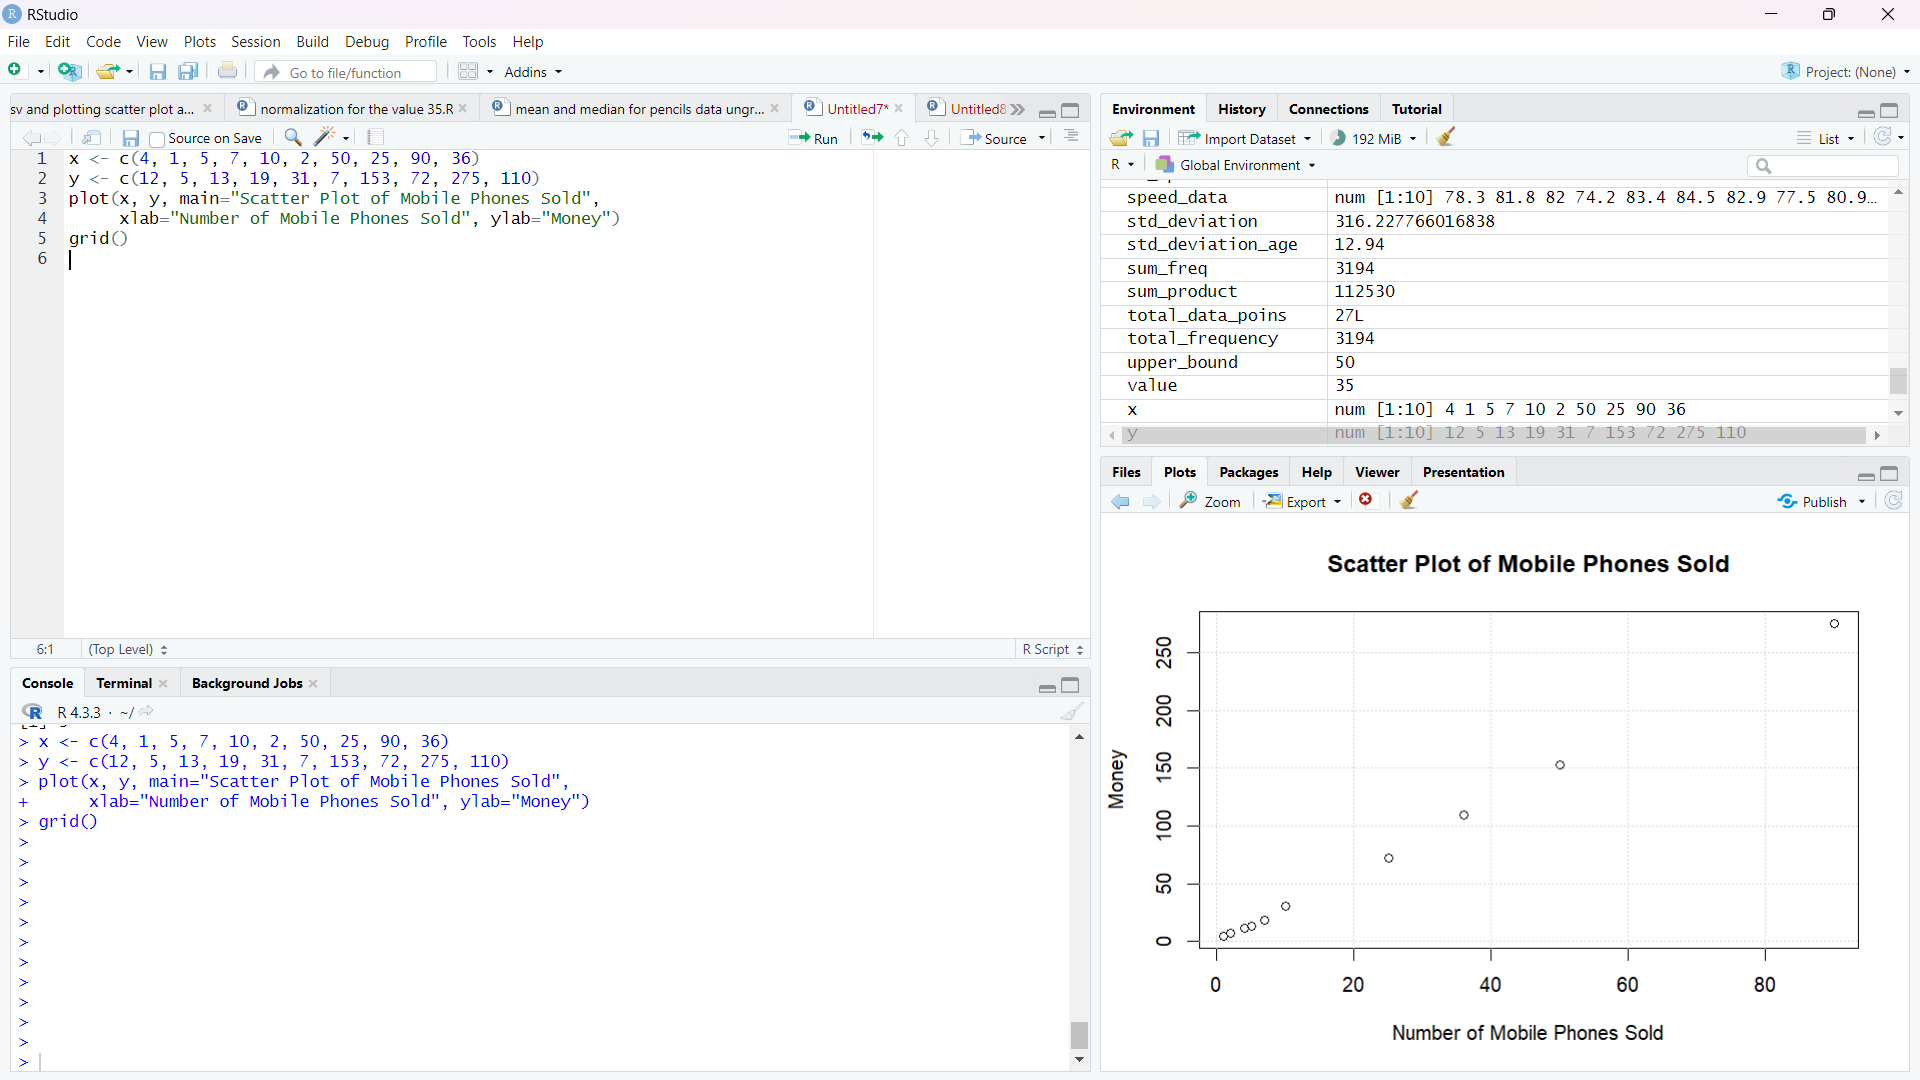 RStudio
File Edit Code View Plots Session Build Debug Profile Tools Help
Go to file/function Addins Project: (None)
sv and plotting scatter plot a... normalization for the value 35.R mean and median for pencils data ungr... Untitled7* Untitled8
Source on Save Run Source
1 x <- c(4, 1, 5, 7, 10, 2, 50, 25, 90, 36)
2 y <- c(12, 5, 13, 19, 31, 7, 153, 72, 275, 110)
3 plot(x, y, main="Scatter Plot of Mobile Phones Sold",
4 xlab="Number of Mobile Phones Sold", ylab="Money")
5 grid()
6
6:1 (Top Level) R Script
Console Terminal Background Jobs
R 4.3.3 · ~/
> x <- c(4, 1, 5, 7, 10, 2, 50, 25, 90, 36)
> y <- c(12, 5, 13, 19, 31, 7, 153, 72, 275, 110)
> plot(x, y, main="Scatter Plot of Mobile Phones Sold",
+ xlab="Number of Mobile Phones Sold", ylab="Money")
> grid()
>
>
>
>
>
>
>
>
>
>
>
>
Environment History Connections Tutorial
Import Dataset 192 MiB List
R Global Environment
speed_data num [1:10] 78.3 81.8 82 74.2 83.4 84.5 82.9 77.5 80.9…
std_deviation 316.227766016838
std_deviation_age 12.94
sum_freq 3194
sum_product 112530
total_data_poins 27L
total_frequency 3194
upper_bound 50
value 35
x num [1:10] 4 1 5 7 10 2 50 25 90 36
y num [1:10] 12 5 13 19 31 7 153 72 275 110
Files Plots Packages Help Viewer Presentation
Zoom Export Publish
Scatter Plot of Mobile Phones Sold
Money
250
200
150
100
50
0
0 20 40 60 80
Number of Mobile Phones Sold